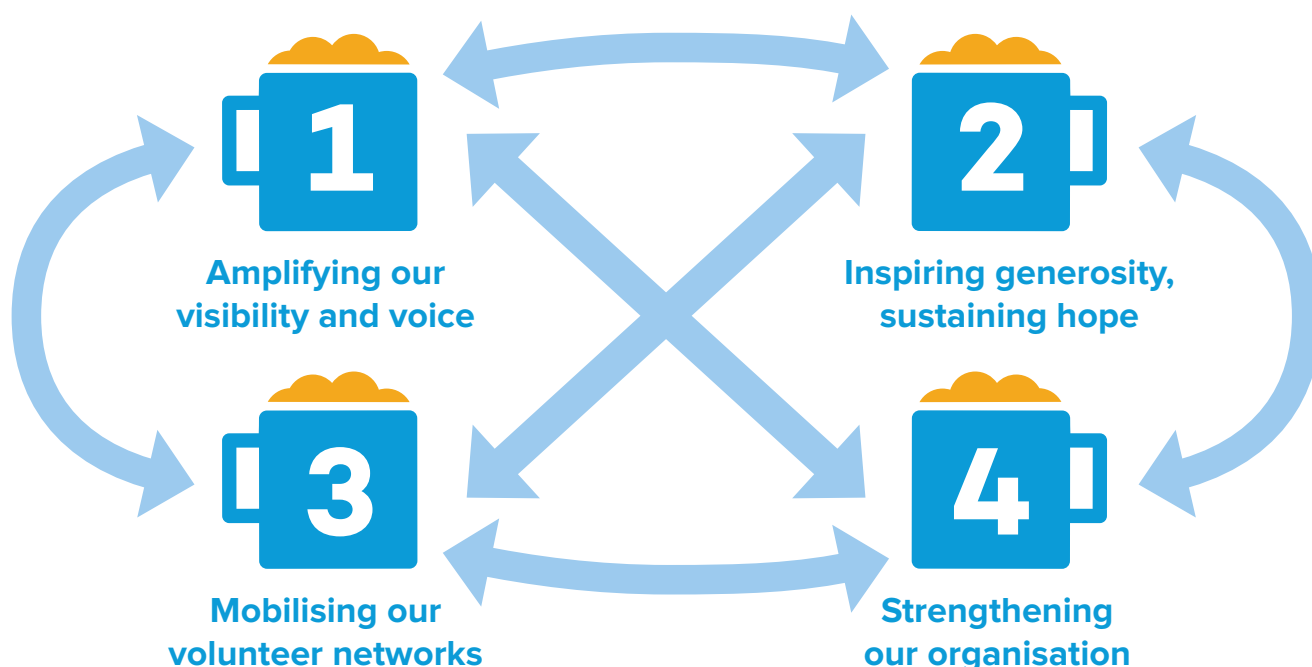 1
2
Amplifying our
visibility and voice
Inspiring generosity,
sustaining hope
3
4
Mobilising our
volunteer networks
Strengthening
our organisation